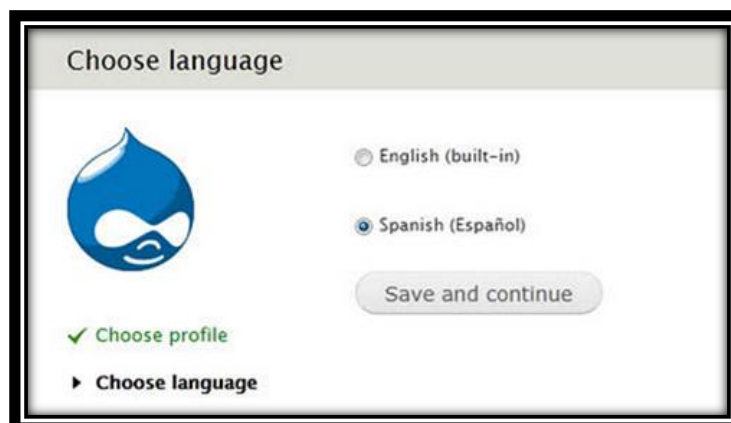 Choose language
English (built-in)
Spanish (Español)
Save and continue
Choose profile
Choose language